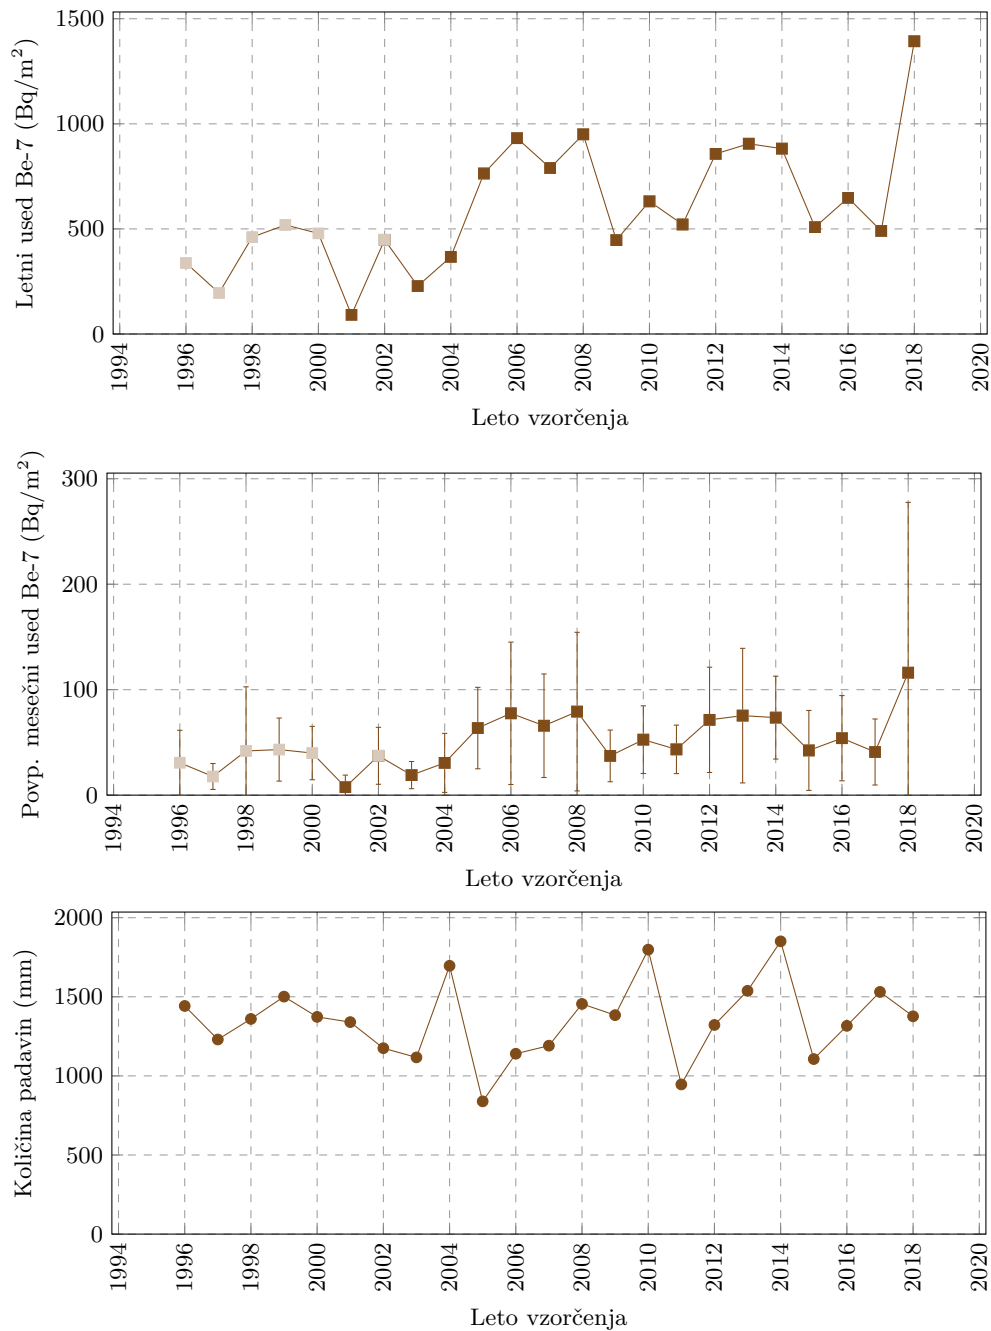 1500
1000
500
0
Letni used Be-7 (Bq/m²)
1994 1996 1998 2000 2002 2004 2006 2008 2010 2012 2014 2016 2018 2020
Leto vzorčenja
300
200
100
0
Povp. mesečni used Be-7 (Bq/m²)
1994 1996 1998 2000 2002 2004 2006 2008 2010 2012 2014 2016 2018 2020
Leto vzorčenja
2000
1500
1000
500
0
Količina padavin (mm)
1994 1996 1998 2000 2002 2004 2006 2008 2010 2012 2014 2016 2018 2020
Leto vzorčenja